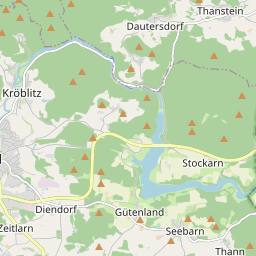 Thanstein
Dautersdorf
Kröblitz
Stockarn
Diendorf
Gütenland
Seebarn
Zeitlarn
Thann